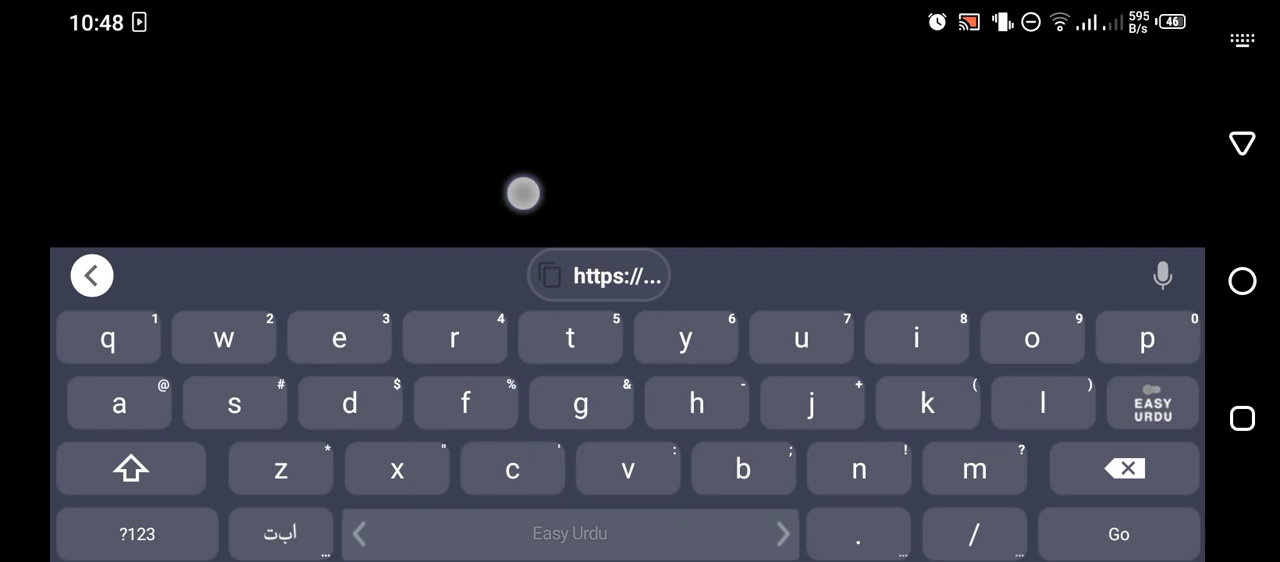 10:48 595 B/s 46
https://...
q 1 w 2 e 3 r 4 t 5 y 6 u 7 i 8 o 9 p 0
a @ s # d $ f % g & h - j + k ( l ) EASY URDU
z * x " c ' v : b ; n ! m ?
?123 ابت ... < Easy Urdu > . ... / ... Go